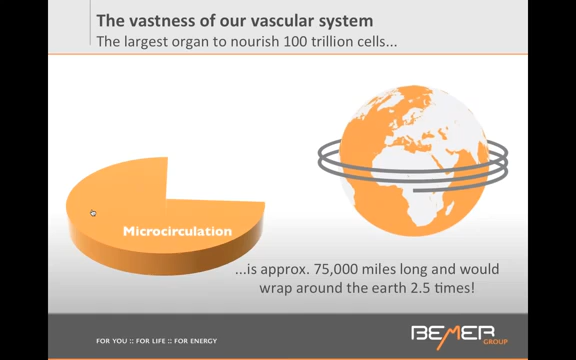 The vastness of our vascular system
The largest organ to nourish 100 trillion cells...
Microcirculation
...is approx. 75,000 miles long and would
wrap around the earth 2.5 times!
FOR YOU :: FOR LIFE :: FOR ENERGY
BEMER
GROUP